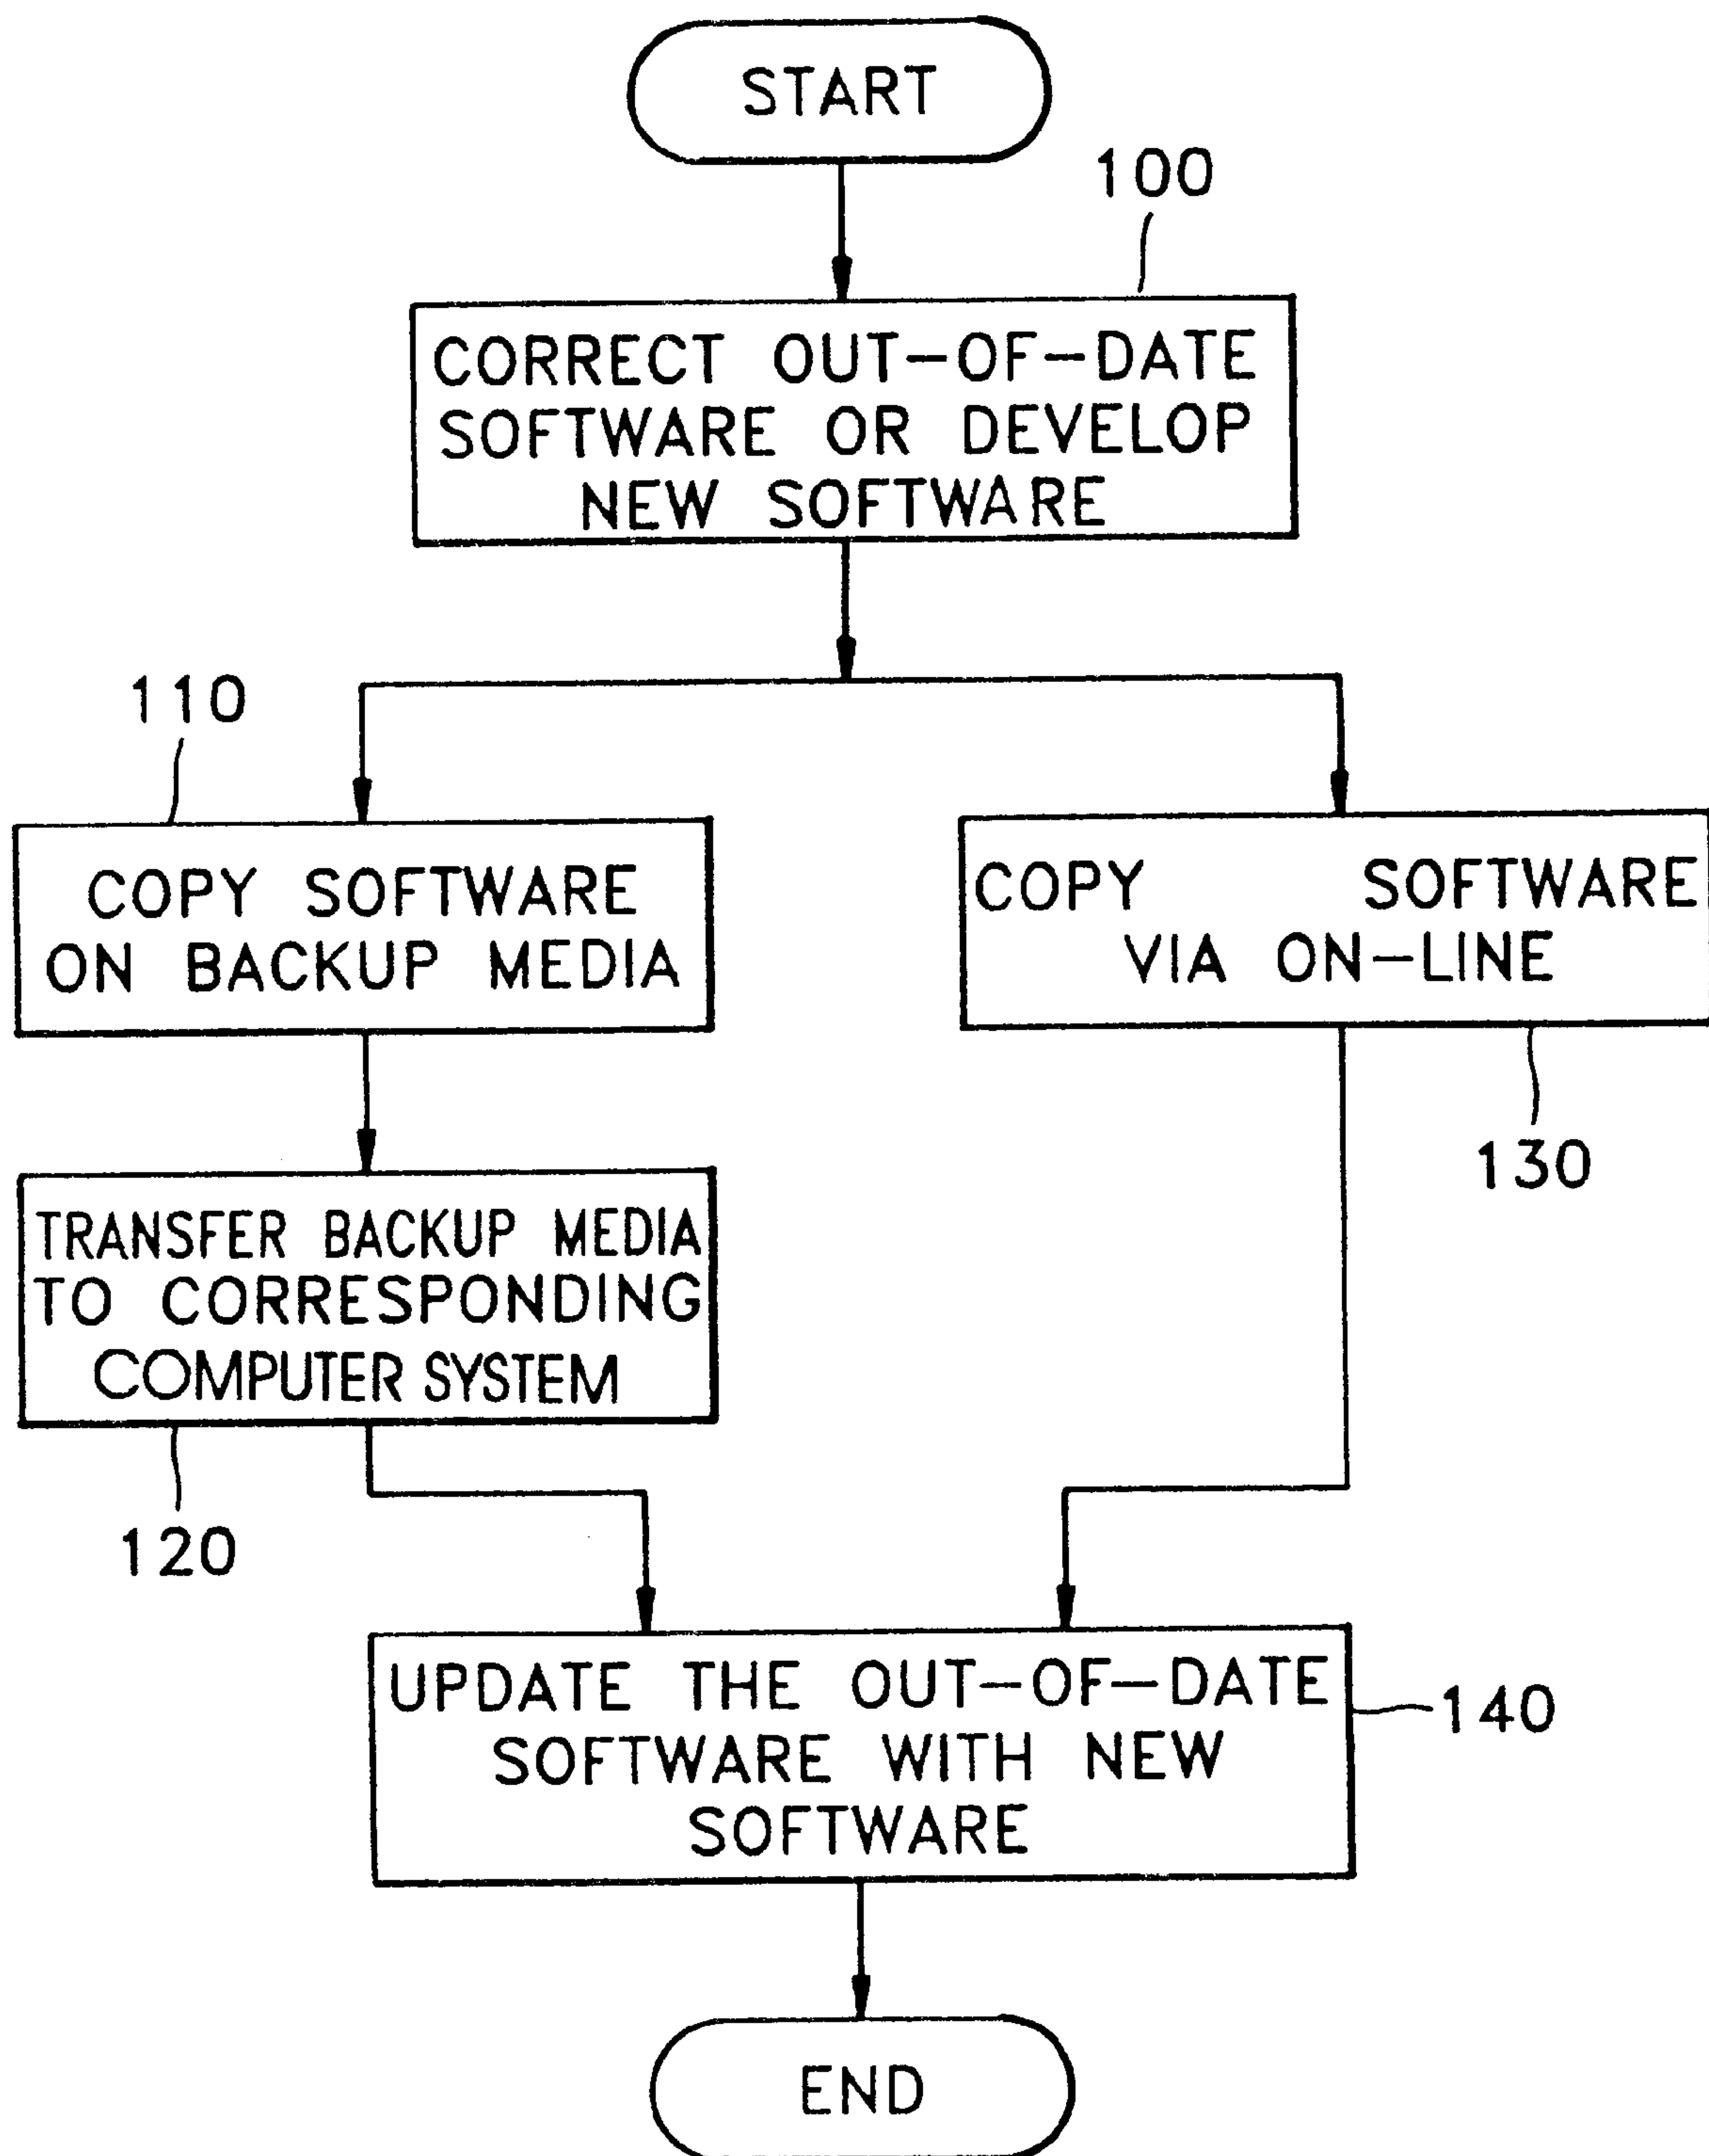 START
100
CORRECT OUT-OF-DATE
SOFTWARE OR DEVELOP
NEW SOFTWARE
110
COPY SOFTWARE
ON BACKUP MEDIA
COPY SOFTWARE
VIA ON-LINE
130
TRANSFER BACKUP MEDIA
TO CORRESPONDING
COMPUTER SYSTEM
120
UPDATE THE OUT-OF-DATE
SOFTWARE WITH NEW
SOFTWARE
140
END